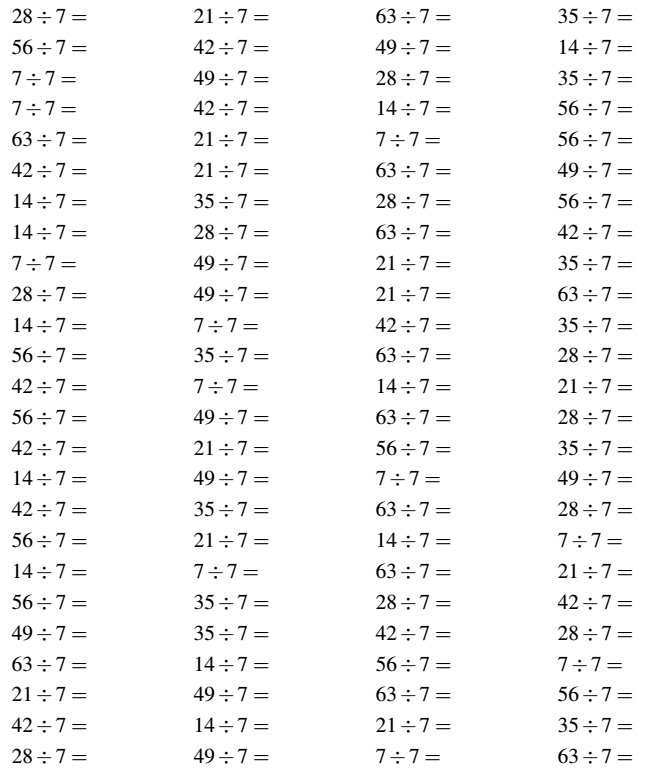 28 ÷ 7 = 21 ÷ 7 = 63 ÷ 7 = 35 ÷ 7 =
56 ÷ 7 = 42 ÷ 7 = 49 ÷ 7 = 14 ÷ 7 =
7 ÷ 7 = 49 ÷ 7 = 28 ÷ 7 = 35 ÷ 7 =
7 ÷ 7 = 42 ÷ 7 = 14 ÷ 7 = 56 ÷ 7 =
63 ÷ 7 = 21 ÷ 7 = 7 ÷ 7 = 56 ÷ 7 =
42 ÷ 7 = 21 ÷ 7 = 63 ÷ 7 = 49 ÷ 7 =
14 ÷ 7 = 35 ÷ 7 = 28 ÷ 7 = 56 ÷ 7 =
14 ÷ 7 = 28 ÷ 7 = 63 ÷ 7 = 42 ÷ 7 =
7 ÷ 7 = 49 ÷ 7 = 21 ÷ 7 = 35 ÷ 7 =
28 ÷ 7 = 49 ÷ 7 = 21 ÷ 7 = 63 ÷ 7 =
14 ÷ 7 = 7 ÷ 7 = 42 ÷ 7 = 35 ÷ 7 =
56 ÷ 7 = 35 ÷ 7 = 63 ÷ 7 = 28 ÷ 7 =
42 ÷ 7 = 7 ÷ 7 = 14 ÷ 7 = 21 ÷ 7 =
56 ÷ 7 = 49 ÷ 7 = 63 ÷ 7 = 28 ÷ 7 =
42 ÷ 7 = 21 ÷ 7 = 56 ÷ 7 = 35 ÷ 7 =
14 ÷ 7 = 49 ÷ 7 = 7 ÷ 7 = 49 ÷ 7 =
42 ÷ 7 = 35 ÷ 7 = 63 ÷ 7 = 28 ÷ 7 =
56 ÷ 7 = 21 ÷ 7 = 14 ÷ 7 = 7 ÷ 7 =
14 ÷ 7 = 7 ÷ 7 = 63 ÷ 7 = 21 ÷ 7 =
56 ÷ 7 = 35 ÷ 7 = 28 ÷ 7 = 42 ÷ 7 =
49 ÷ 7 = 35 ÷ 7 = 42 ÷ 7 = 28 ÷ 7 =
63 ÷ 7 = 14 ÷ 7 = 56 ÷ 7 = 7 ÷ 7 =
21 ÷ 7 = 49 ÷ 7 = 63 ÷ 7 = 56 ÷ 7 =
42 ÷ 7 = 14 ÷ 7 = 21 ÷ 7 = 35 ÷ 7 =
28 ÷ 7 = 49 ÷ 7 = 7 ÷ 7 = 63 ÷ 7 =